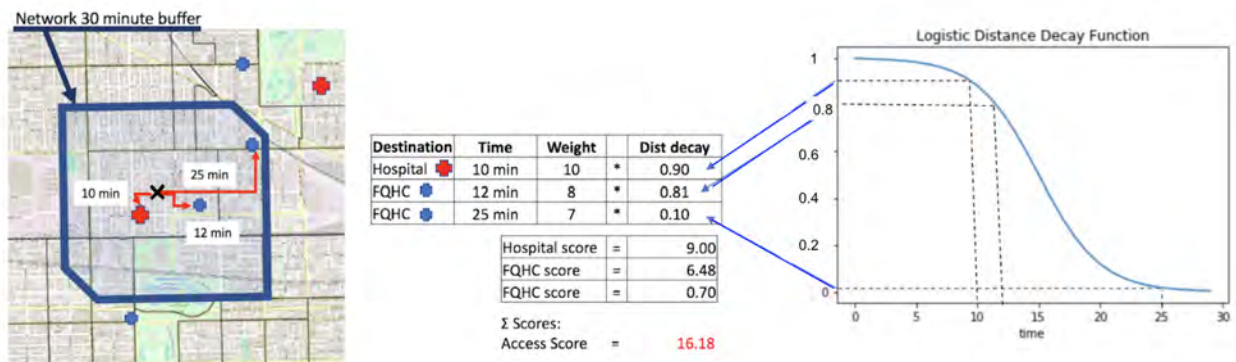 Network 30 minute buffer
10 min
25 min
12 min
Destination Time Weight Dist decay
Hospital 10 min 10 * 0.90
FQHC 12 min 8 * 0.81
FQHC 25 min 7 * 0.10
Hospital score = 9.00
FQHC score = 6.48
FQHC score = 0.70
Σ Scores:
Access Score = 16.18
Logistic Distance Decay Function
1
0.8
0.6
0.4
0.2
0
0 5 10 15 20 25 30
time